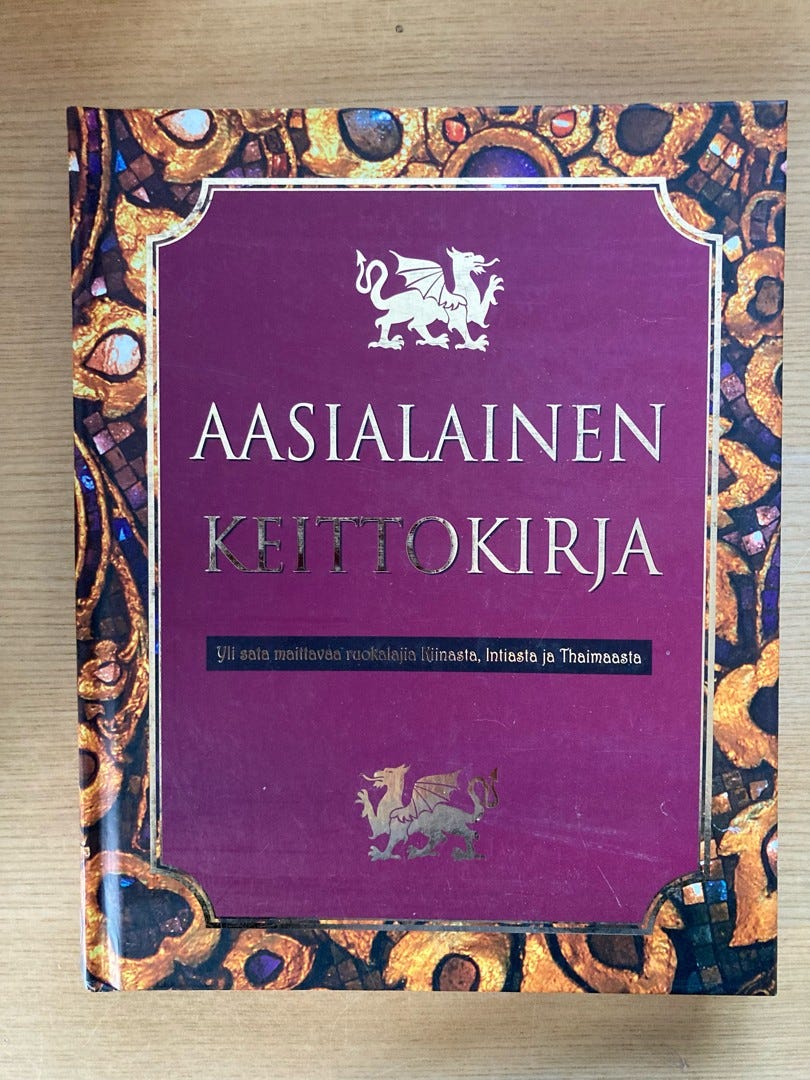 AASIALAINEN
KEITTOKIRJA
Yli sata maittavaa ruokalajia Kiinasta, Intiasta ja Thaimaasta